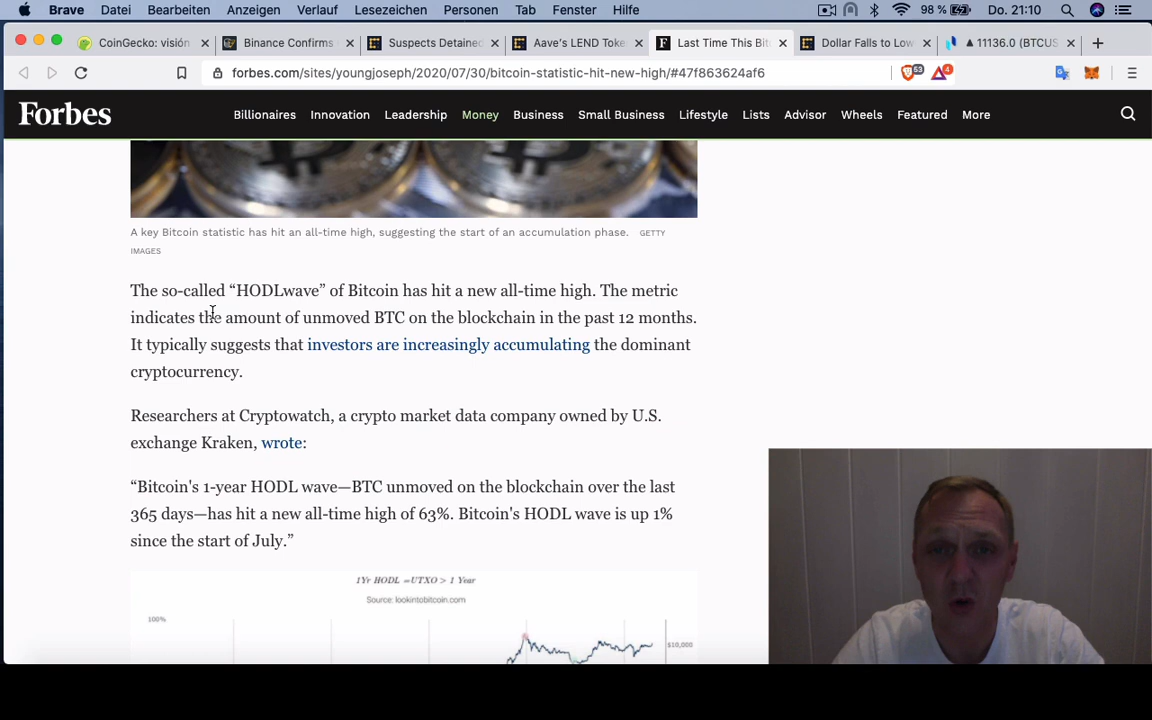 Brave Datei Bearbeiten Anzeigen Verlauf Lesezeichen Personen Tab Fenster Hilfe 98 % Do. 21:10
CoinGecko: visión Binance Confirms Suspects Detained Aave's LEND Toke Last Time This Bit Dollar Falls to Low 11136.0 (BTCUS
forbes.com/sites/youngjoseph/2020/07/30/bitcoin-statistic-hit-new-high/#47f863624af6 53 4
Forbes Billionaires Innovation Leadership Money Business Small Business Lifestyle Lists Advisor Wheels Featured More
A key Bitcoin statistic has hit an all-time high, suggesting the start of an accumulation phase. GETTY
IMAGES
The so-called “HODLwave” of Bitcoin has hit a new all-time high. The metric
indicates the amount of unmoved BTC on the blockchain in the past 12 months.
It typically suggests that investors are increasingly accumulating the dominant
cryptocurrency.
Researchers at Cryptowatch, a crypto market data company owned by U.S.
exchange Kraken, wrote:
“Bitcoin's 1-year HODL wave—BTC unmoved on the blockchain over the last
365 days—has hit a new all-time high of 63%. Bitcoin's HODL wave is up 1%
since the start of July.”
1Yr HODL =UTXO > 1 Year
Source: lookintobitcoin.com
100%
$10,000